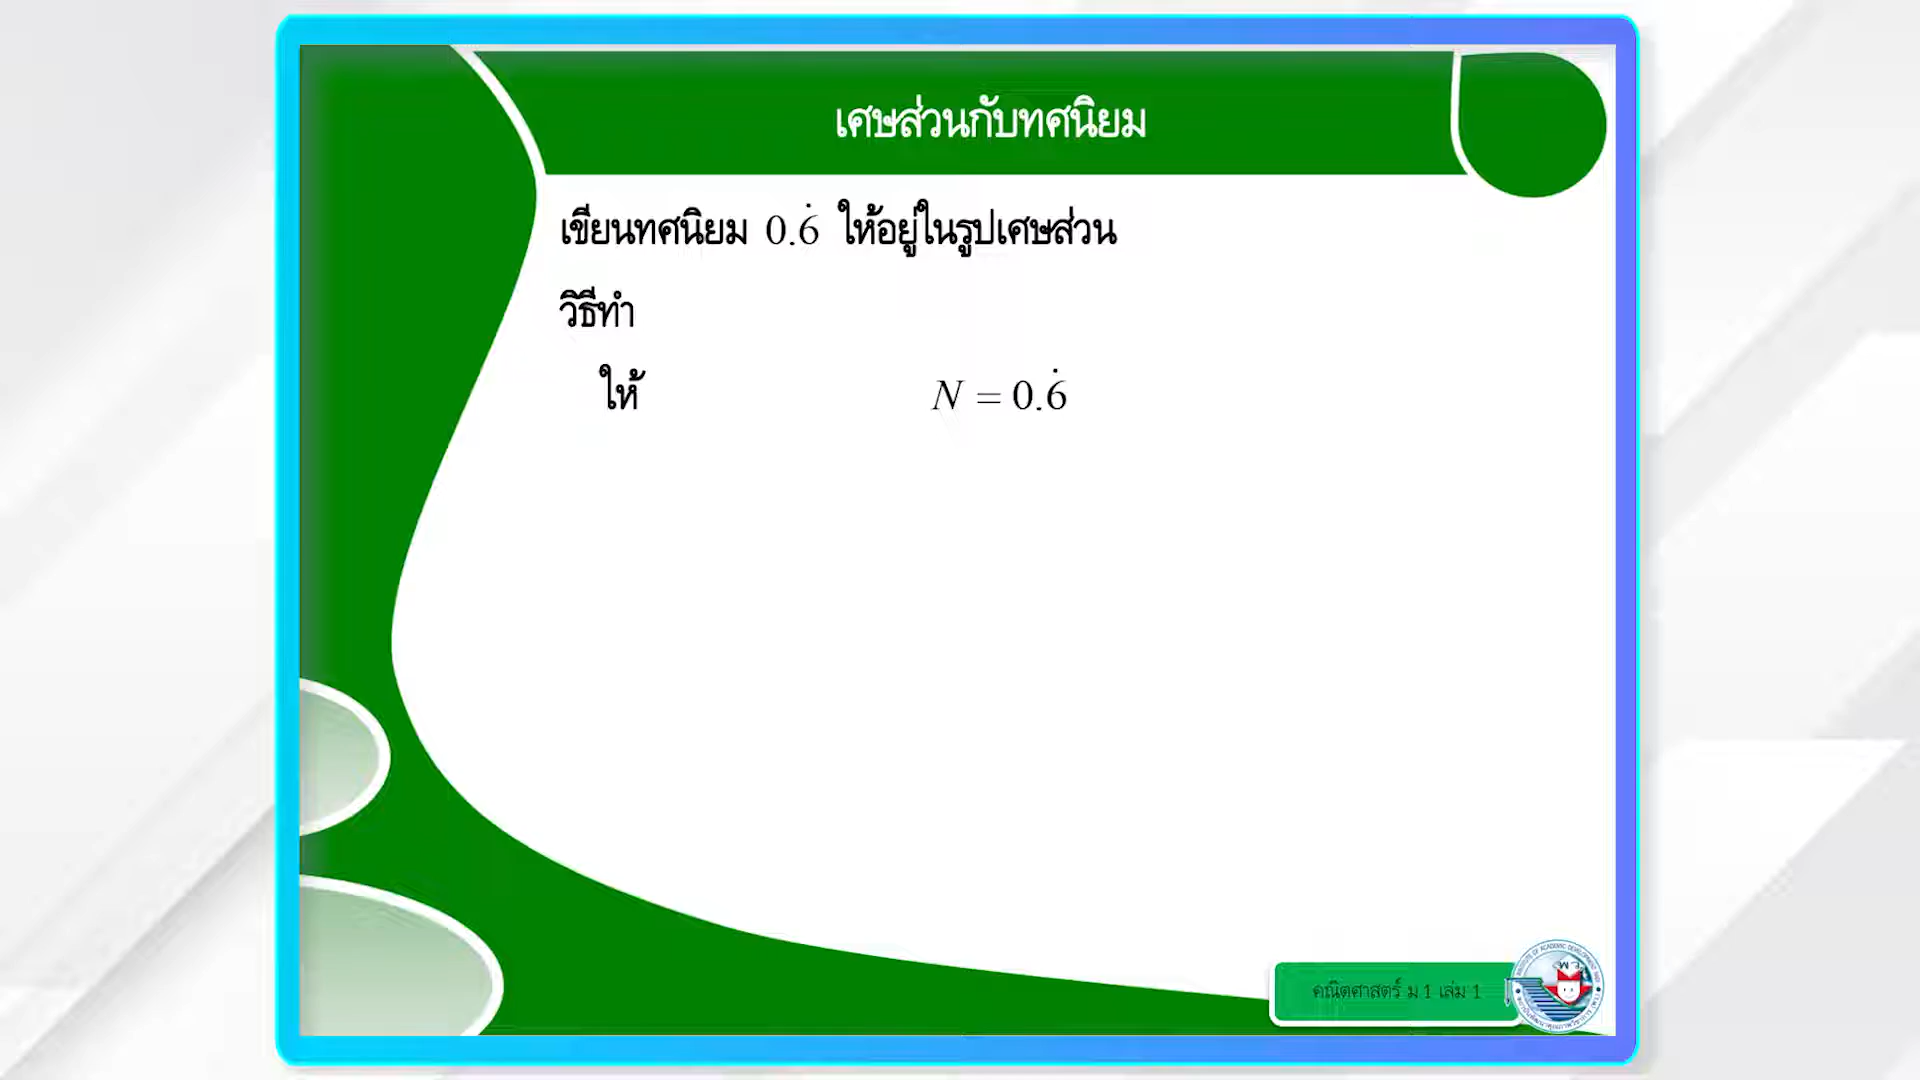 เศษส่วนกับทศนิยม
เขียนทศนิยม 0.6̇ ให้อยู่ในรูปเศษส่วน
วิธีทำ
ให้ N = 0.6̇
คณิตศาสตร์ ม 1 เล่ม 1